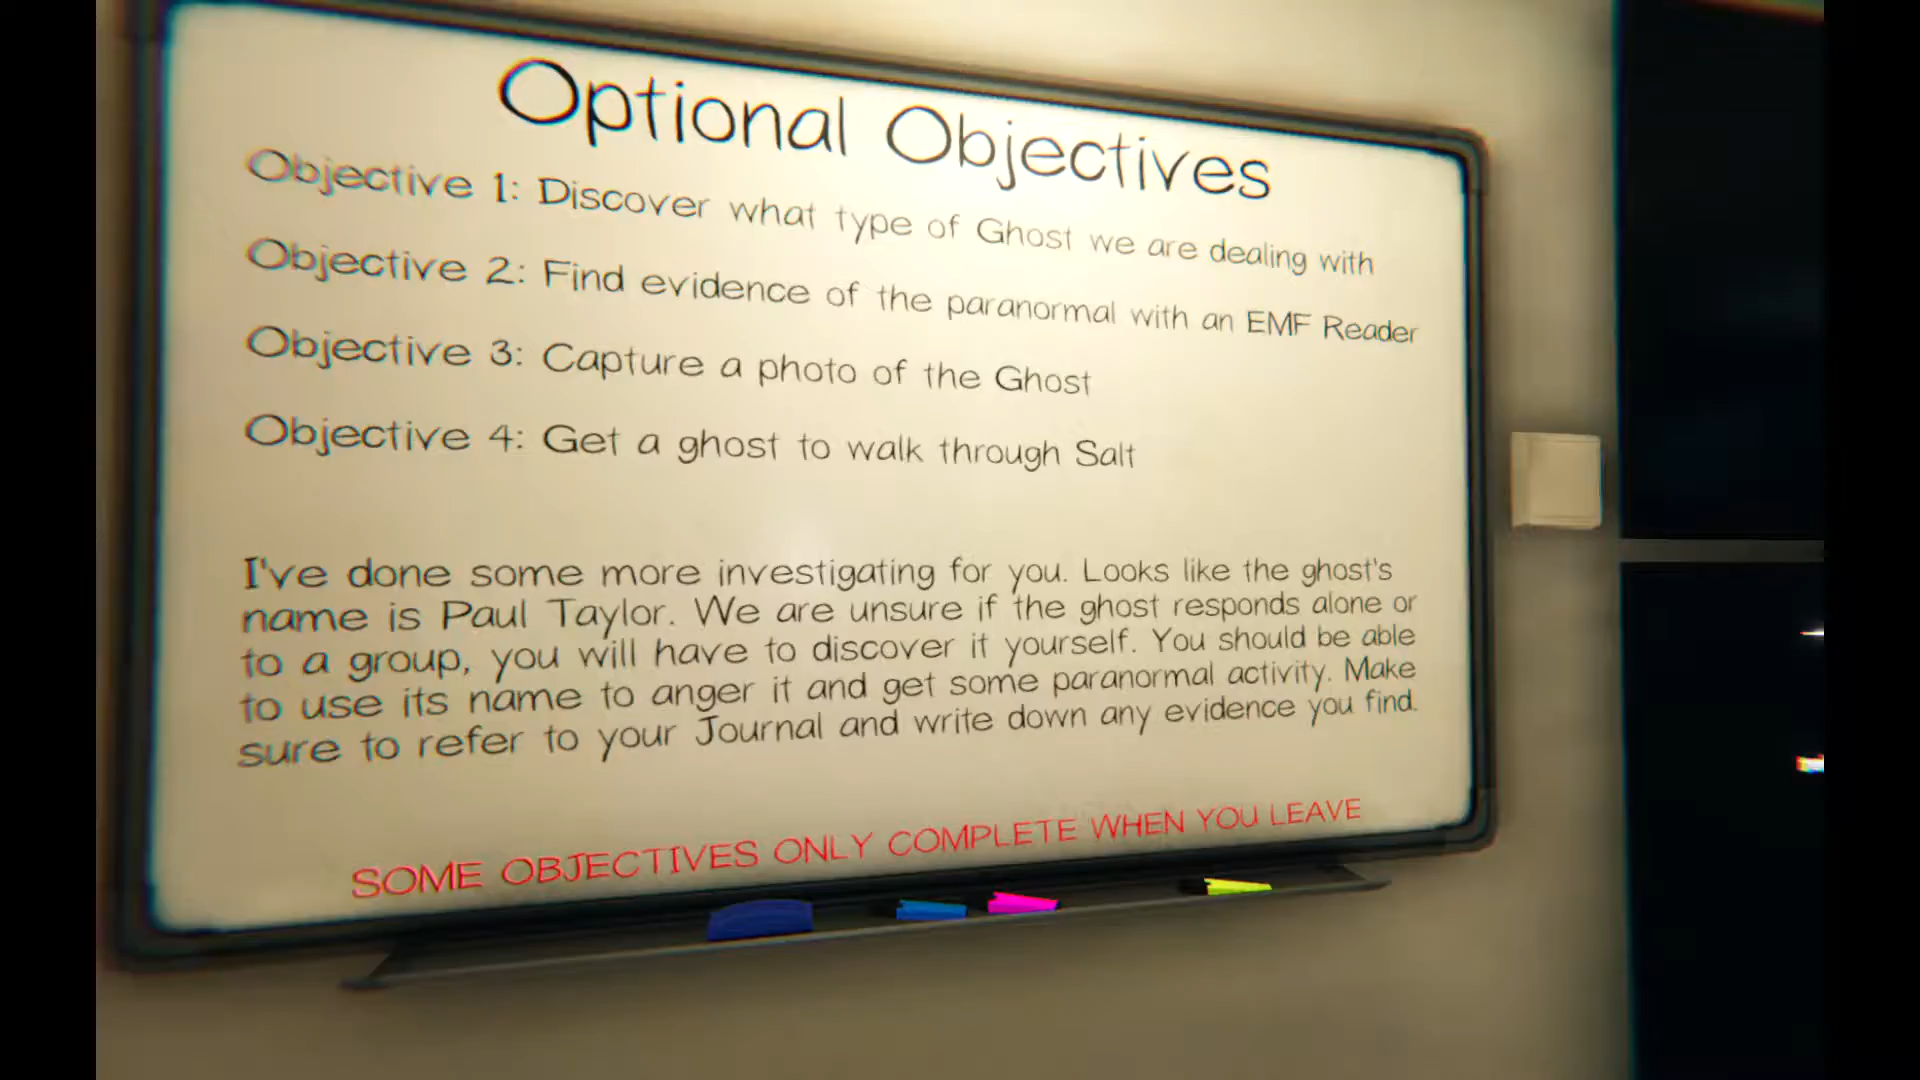 Optional Objectives
Objective 1: Discover what type of Ghost we are dealing with
Objective 2: Find evidence of the paranormal with an EMF Reader
Objective 3: Capture a photo of the Ghost
Objective 4: Get a ghost to walk through Salt
I've done some more investigating for you. Looks like the ghost's
name is Paul Taylor. We are unsure if the ghost responds alone or
to a group, you will have to discover it yourself. You should be able
to use its name to anger it and get some paranormal activity. Make
sure to refer to your Journal and write down any evidence you find.
SOME OBJECTIVES ONLY COMPLETE WHEN YOU LEAVE